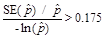 SE(p̂) / p̂
-ln(p̂) > 0.175